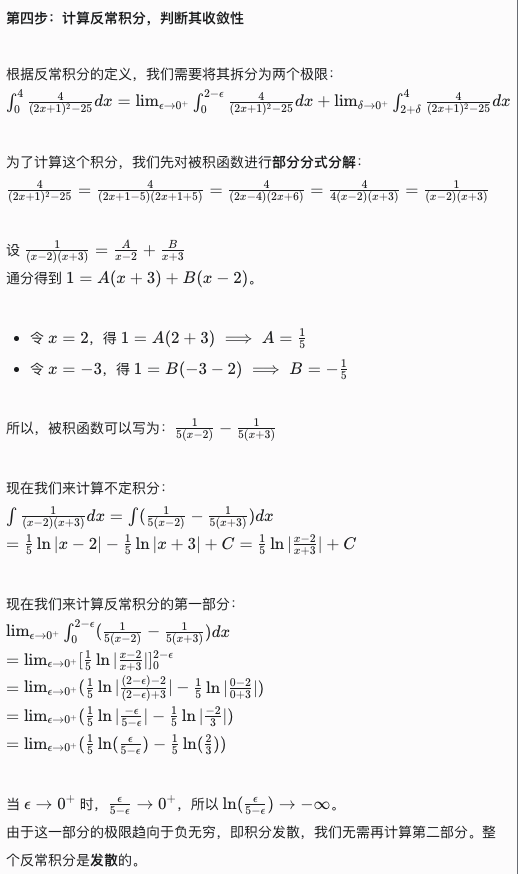 第四步：计算反常积分，判断其收敛性
根据反常积分的定义，我们需要将其拆分为两个极限：
$\int_0^4 \frac{4}{(2x+1)^2-25}dx = \lim_{\epsilon\to 0^+} \int_0^{2-\epsilon} \frac{4}{(2x+1)^2-25}dx + \lim_{\delta\to 0^+} \int_{2+\delta}^4 \frac{4}{(2x+1)^2-25}dx$
为了计算这个积分，我们先对被积函数进行部分分式分解：
$\frac{4}{(2x+1)^2-25} = \frac{4}{(2x+1-5)(2x+1+5)} = \frac{4}{(2x-4)(2x+6)} = \frac{4}{4(x-2)(x+3)} = \frac{1}{(x-2)(x+3)}$
设 $\frac{1}{(x-2)(x+3)} = \frac{A}{x-2} + \frac{B}{x+3}$
通分得到 $1 = A(x+3) + B(x-2)$。
• 令 $x = 2$，得 $1 = A(2+3) \implies A = \frac{1}{5}$
• 令 $x = -3$，得 $1 = B(-3-2) \implies B = -\frac{1}{5}$
所以，被积函数可以写为：$\frac{1}{5(x-2)} - \frac{1}{5(x+3)}$
现在我们来计算不定积分：
$\int \frac{1}{(x-2)(x+3)}dx = \int (\frac{1}{5(x-2)} - \frac{1}{5(x+3)})dx$
$= \frac{1}{5}\ln|x-2| - \frac{1}{5}\ln|x+3| + C = \frac{1}{5}\ln|\frac{x-2}{x+3}| + C$
现在我们来计算反常积分的第一部分：
$\lim_{\epsilon\to 0^+} \int_0^{2-\epsilon} (\frac{1}{5(x-2)} - \frac{1}{5(x+3)})dx$
$= \lim_{\epsilon\to 0^+} [\frac{1}{5}\ln|\frac{x-2}{x+3}|]_0^{2-\epsilon}$
$= \lim_{\epsilon\to 0^+} (\frac{1}{5}\ln|\frac{(2-\epsilon)-2}{(2-\epsilon)+3}| - \frac{1}{5}\ln|\frac{0-2}{0+3}|)$
$= \lim_{\epsilon\to 0^+} (\frac{1}{5}\ln|\frac{-\epsilon}{5-\epsilon}| - \frac{1}{5}\ln|\frac{-2}{3}|)$
$= \lim_{\epsilon\to 0^+} (\frac{1}{5}\ln(\frac{\epsilon}{5-\epsilon}) - \frac{1}{5}\ln(\frac{2}{3}))$
当 $\epsilon \to 0^+$ 时，$\frac{\epsilon}{5-\epsilon} \to 0^+$，所以 $\ln(\frac{\epsilon}{5-\epsilon}) \to -\infty$。
由于这一部分的极限趋向于负无穷，即积分发散，我们无需再计算第二部分。整
个反常积分是发散的。